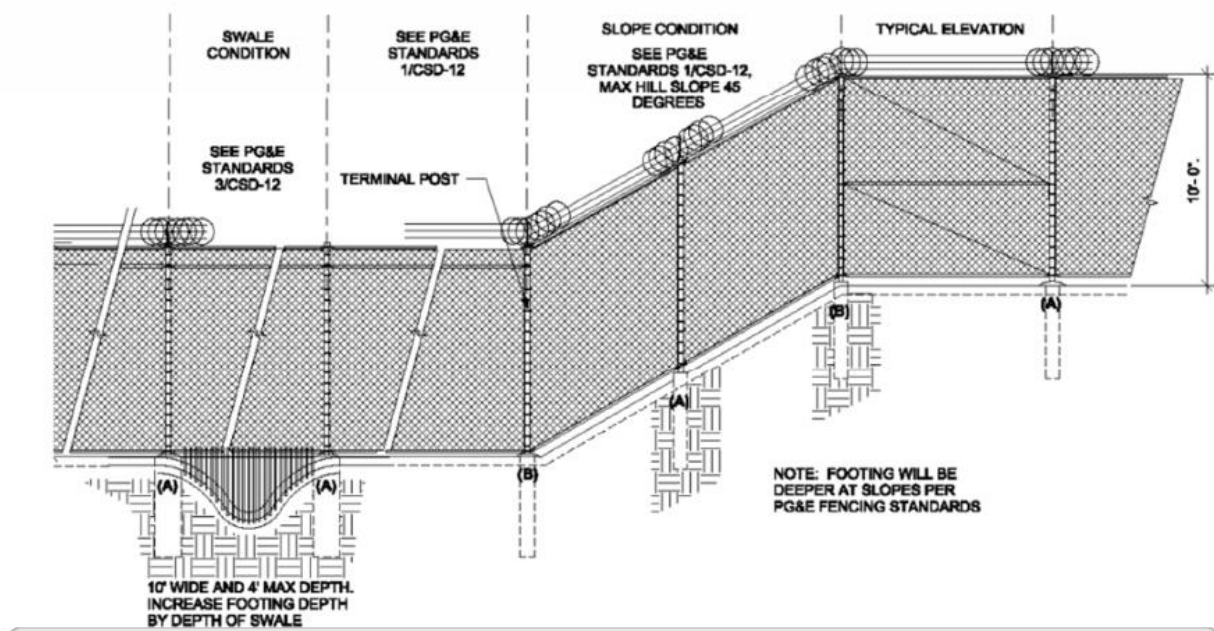 SWALE
CONDITION
SEE PG&E
STANDARDS
1/CSD-12
SLOPE CONDITION
SEE PG&E
STANDARDS 1/CSD-12,
MAX HILL SLOPE 45
DEGREES
TYPICAL ELEVATION
SEE PG&E
STANDARDS
3/CSD-12
TERMINAL POST
10'- 0".
(A)
(A)
(B)
(A)
(B)
(A)
NOTE: FOOTING WILL BE
DEEPER AT SLOPES PER
PG&E FENCING STANDARDS
10' WIDE AND 4' MAX DEPTH.
INCREASE FOOTING DEPTH
BY DEPTH OF SWALE